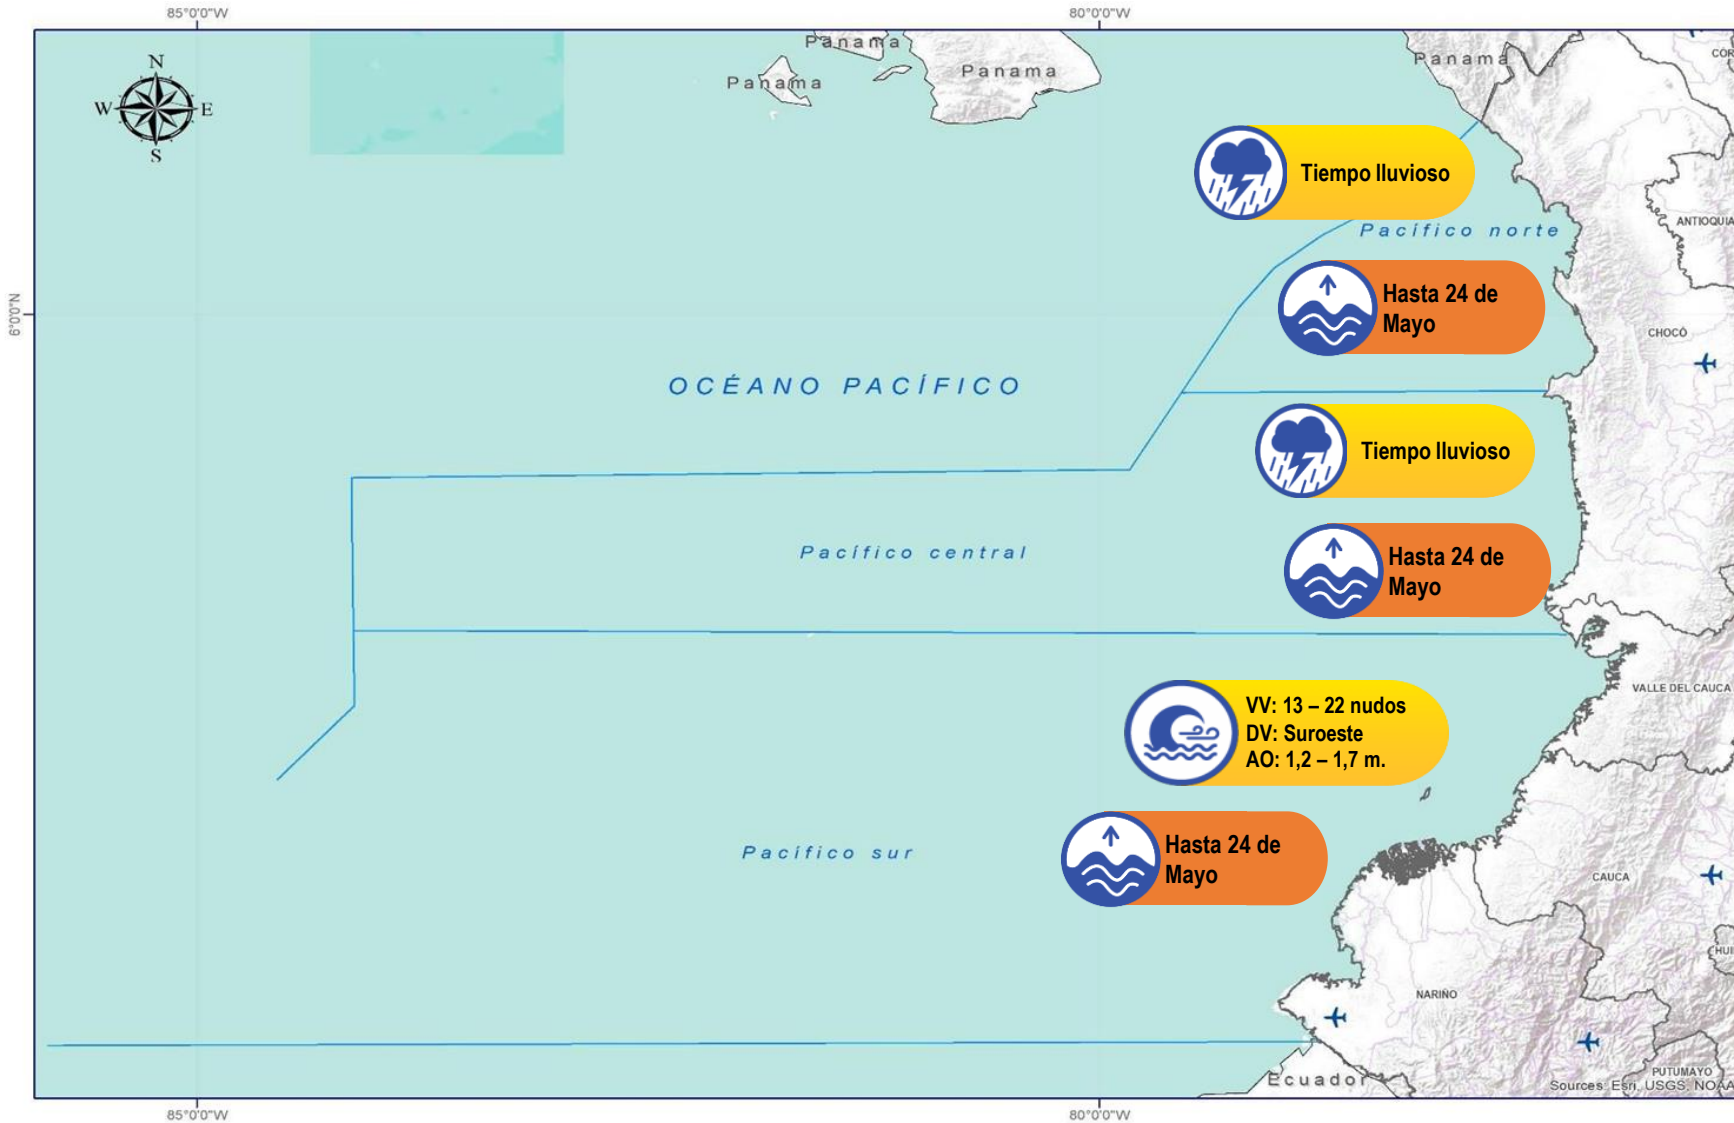 85°0'0"W
80°0'0"W
Panama
Panama
Panama
Panama
N
W
E
S
Tiempo lluvioso
ANTIOQUIA
Pacífico norte
Hasta 24 de
Mayo
6°0'0"N
CHOCÓ
OCÉANO PACÍFICO
Tiempo lluvioso
Pacífico central
Hasta 24 de
Mayo
VALLE DEL CAUCA
VV: 13 – 22 nudos
DV: Suroeste
AO: 1,2 – 1,7 m.
Pacífico sur
Hasta 24 de
Mayo
CAUCA
NARIÑO
PUTUMAYO
Ecuador
Sources: Esri, USGS, NOAA
85°0'0"W
80°0'0"W